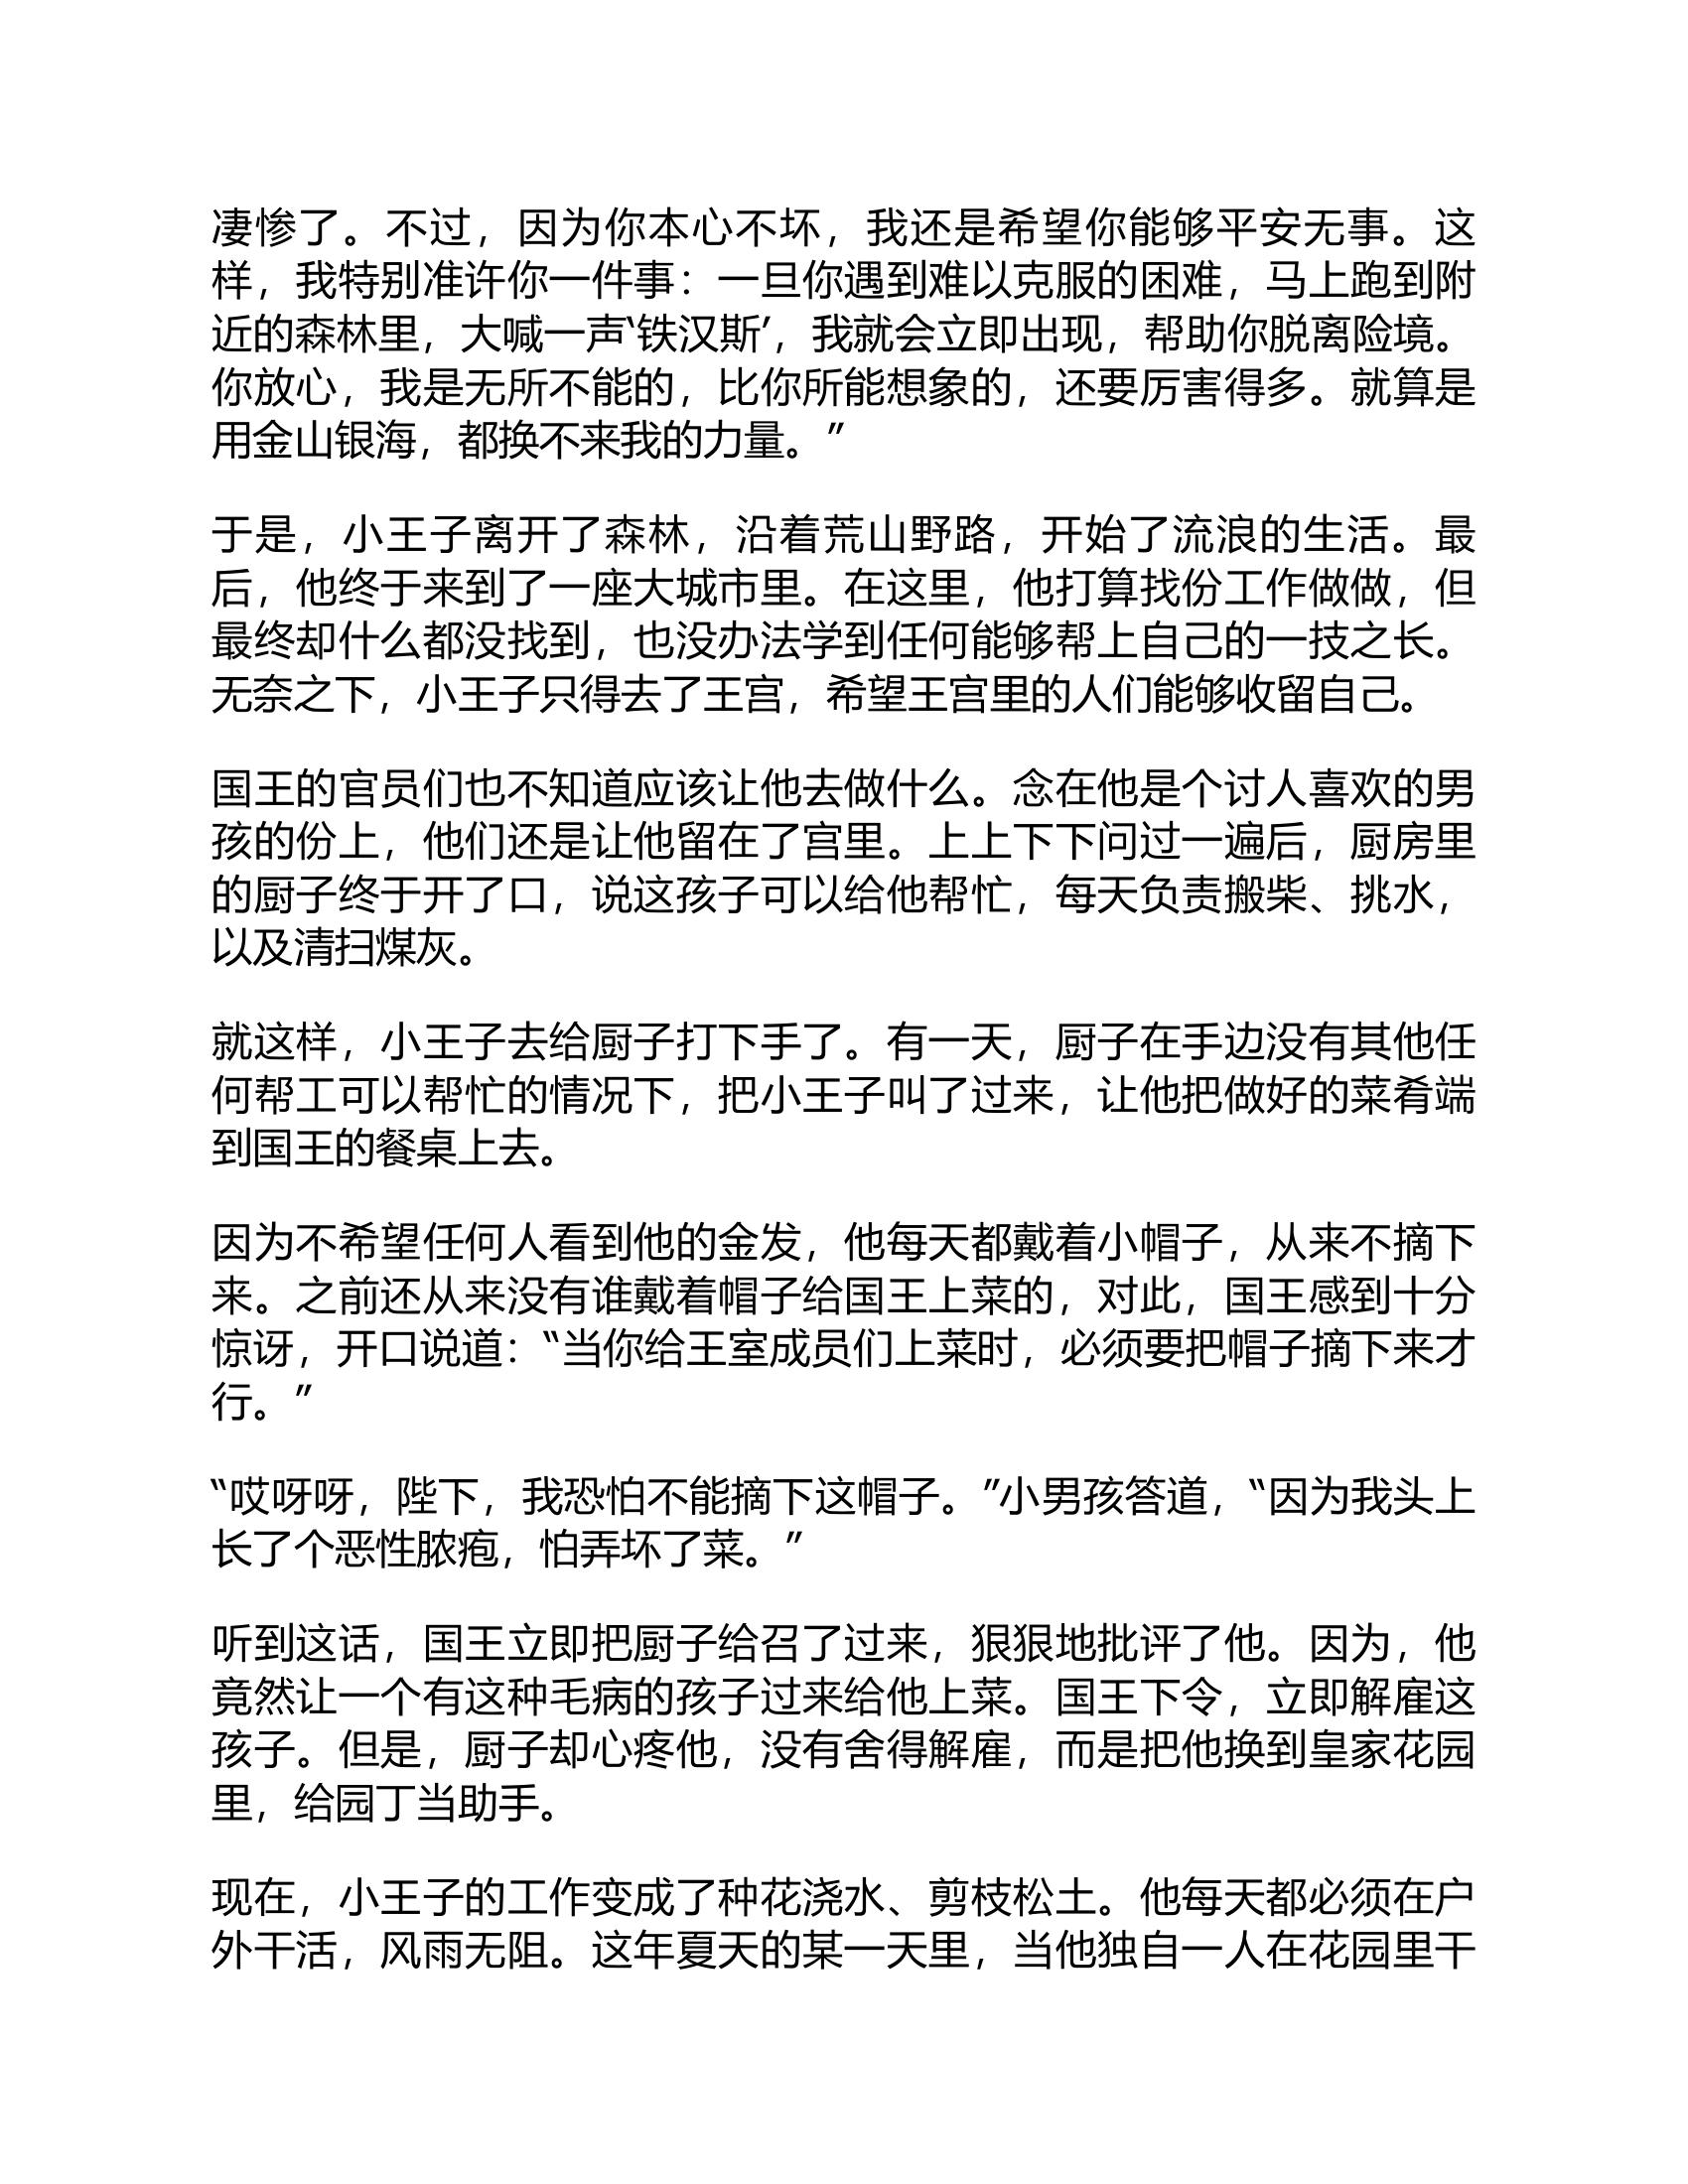 凄惨了。不过，因为你本心不坏，我还是希望你能够平安无事。这
样，我特别准许你一件事：一旦你遇到难以克服的困难，马上跑到附
近的森林里，大喊一声‘铁汉斯’，我就会立即出现，帮助你脱离险境。
你放心，我是无所不能的，比你所能想象的，还要厉害得多。就算是
用金山银海，都换不来我的力量。”
于是，小王子离开了森林，沿着荒山野路，开始了流浪的生活。最
后，他终于来到了一座大城市里。在这里，他打算找份工作做做，但
最终却什么都没找到，也没办法学到任何能够帮上自己的一技之长。
无奈之下，小王子只得去了王宫，希望王宫里的人们能够收留自己。
国王的官员们也不知道应该让他去做什么。念在他是个讨人喜欢的男
孩的份上，他们还是让他留在了宫里。上上下下问过一遍后，厨房里
的厨子终于开了口，说这孩子可以给他帮忙，每天负责搬柴、挑水，
以及清扫煤灰。
就这样，小王子去给厨子打下手了。有一天，厨子在手边没有其他任
何帮工可以帮忙的情况下，把小王子叫了过来，让他把做好的菜肴端
到国王的餐桌上去。
因为不希望任何人看到他的金发，他每天都戴着小帽子，从来不摘下
来。之前还从来没有谁戴着帽子给国王上菜的，对此，国王感到十分
惊讶，开口说道：“当你给王室成员们上菜时，必须要把帽子摘下来才
行。”
“哎呀呀，陛下，我恐怕不能摘下这帽子。”小男孩答道，“因为我头上
长了个恶性脓疱，怕弄坏了菜。”
听到这话，国王立即把厨子给召了过来，狠狠地批评了他。因为，他
竟然让一个有这种毛病的孩子过来给他上菜。国王下令，立即解雇这
孩子。但是，厨子却心疼他，没有舍得解雇，而是把他换到皇家花园
里，给园丁当助手。
现在，小王子的工作变成了种花浇水、剪枝松土。他每天都必须在户
外干活，风雨无阻。这年夏天的某一天里，当他独自一人在花园里干